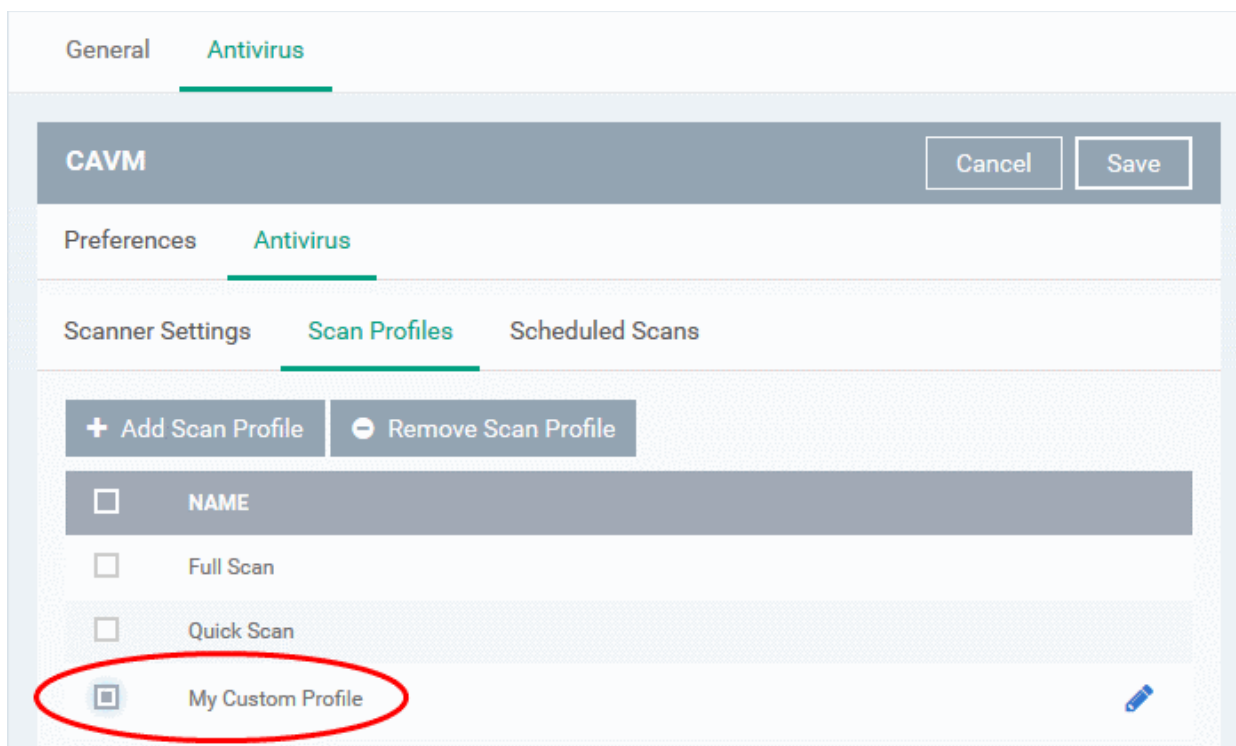 General Antivirus
CAVM Cancel Save
Preferences Antivirus
Scanner Settings Scan Profiles Scheduled Scans
Add Scan Profile Remove Scan Profile
NAME
Full Scan
Quick Scan
My Custom Profile